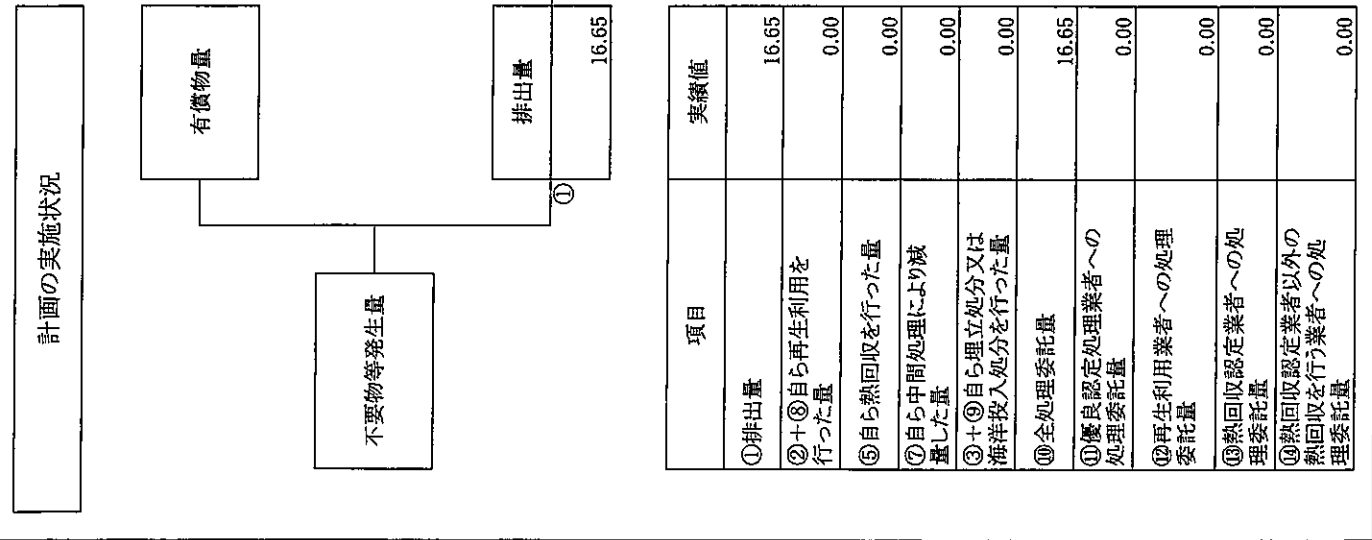 計画の実施状況
有償物量
不要物等発生量
排出量
①
16.65
項目 実績値
①排出量 16.65
②+⑧自ら再生利用を
行った量 0.00
⑤自ら熱回収を行った量 0.00
⑦自ら中間処理により減
量した量 0.00
③+⑨自ら埋立処分又は
海洋投入処分を行った量 0.00
⑩全処理委託量 16.65
⑪優良認定処理業者への
処理委託量 0.00
⑫再生利用業者への処理
委託量 0.00
⑬熱回収認定業者への処
理委託量 0.00
⑭熱回収認定業者以外の
熱回収を行う業者への処
理委託量 0.00